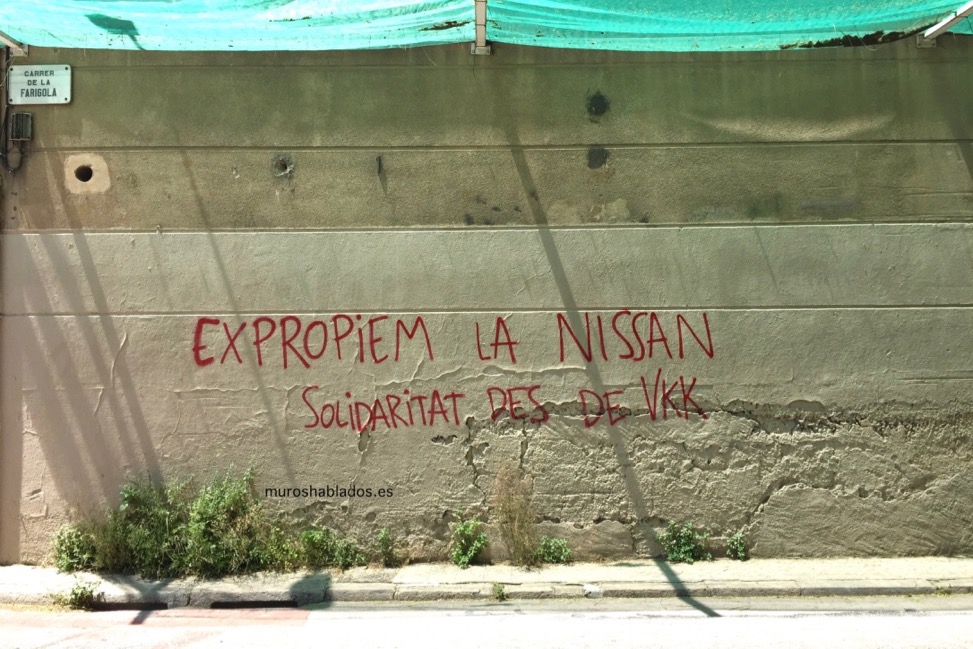 CARRER
DE LA
FARIGOLA
EXPROPiEM LA NISSAN
SOLiDARiTAT DES DE VKK
muroshablados.es